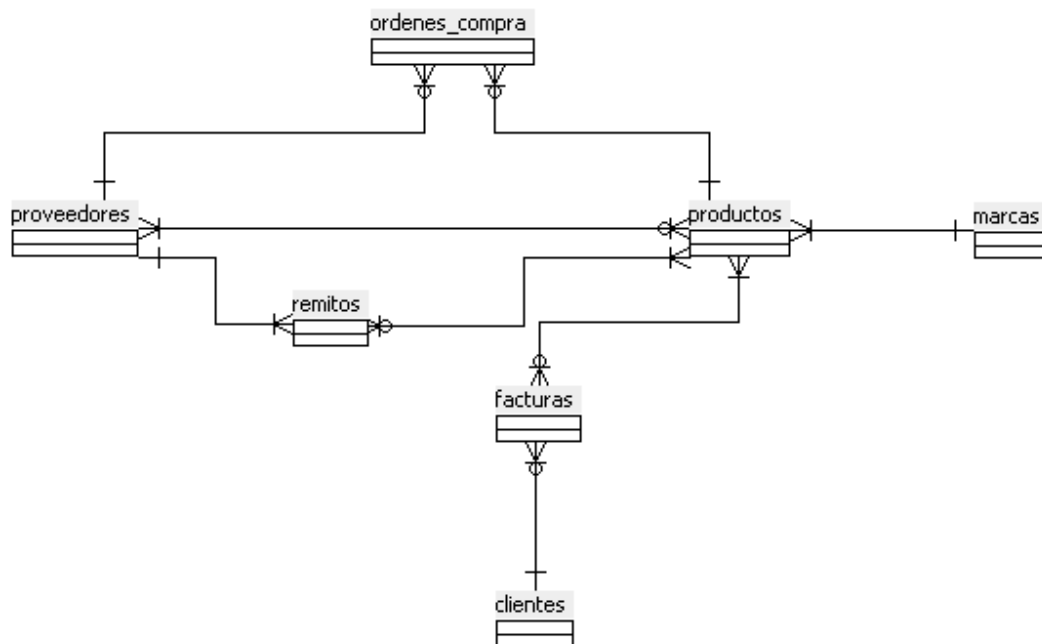 ordenes_compra
proveedores
productos
marcas
remitos
facturas
clientes